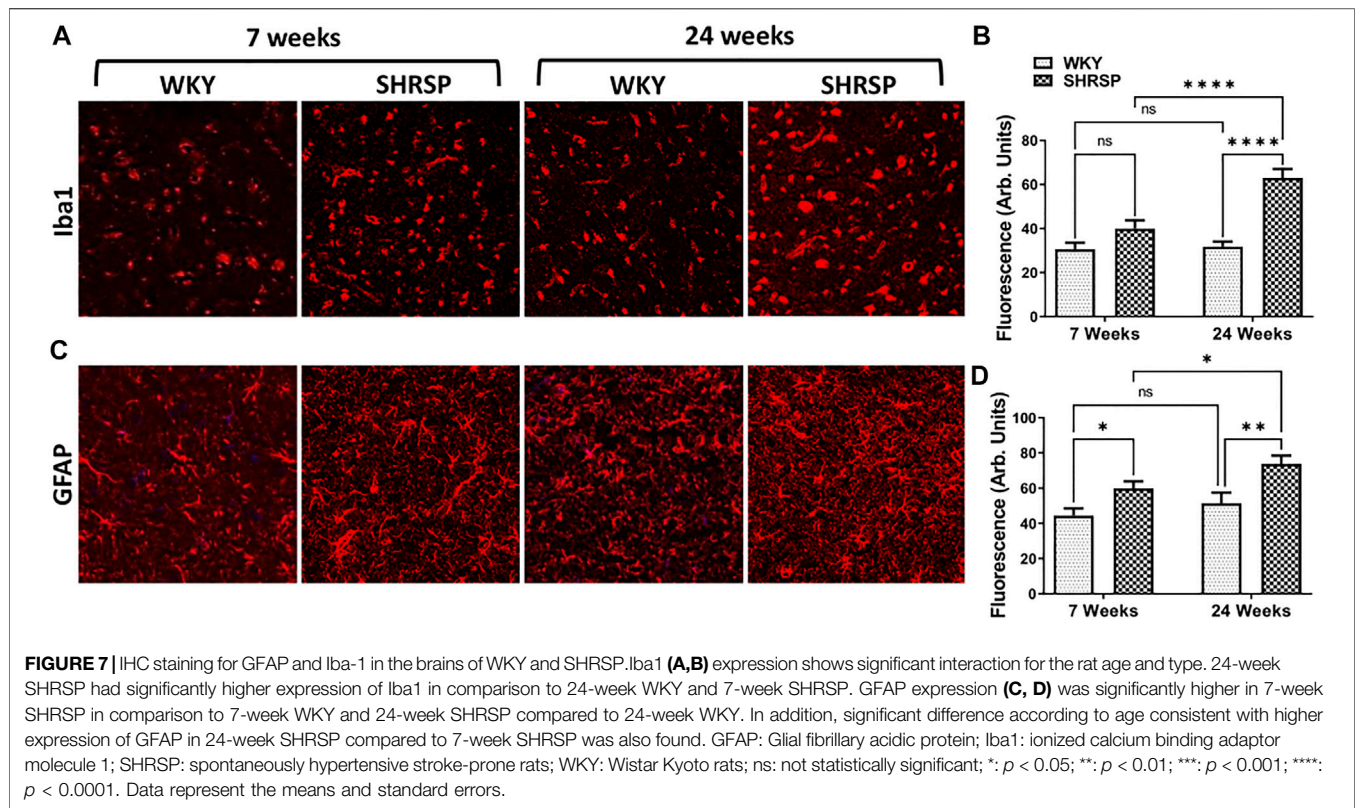 A
7 weeks
24 weeks
WKY
SHRSP
WKY
SHRSP
Iba1
B
WKY
SHRSP
****
ns
ns
****
Fluorescence (Arb. Units)
80
60
40
20
0
7 Weeks
24 Weeks
C
GFAP
D
*
ns
*
**
Fluorescence (Arb. Units)
100
80
60
40
20
0
7 Weeks
24 Weeks
FIGURE 7 | IHC staining for GFAP and Iba-1 in the brains of WKY and SHRSP.Iba1 (A,B) expression shows significant interaction for the rat age and type. 24-week
SHRSP had significantly higher expression of Iba1 in comparison to 24-week WKY and 7-week SHRSP. GFAP expression (C, D) was significantly higher in 7-week
SHRSP in comparison to 7-week WKY and 24-week SHRSP compared to 24-week WKY. In addition, significant difference according to age consistent with higher
expression of GFAP in 24-week SHRSP compared to 7-week SHRSP was also found. GFAP: Glial fibrillary acidic protein; Iba1: ionized calcium binding adaptor
molecule 1; SHRSP: spontaneously hypertensive stroke-prone rats; WKY: Wistar Kyoto rats; ns: not statistically significant; *: p < 0.05; **: p < 0.01; ***: p < 0.001; ****:
p < 0.0001. Data represent the means and standard errors.